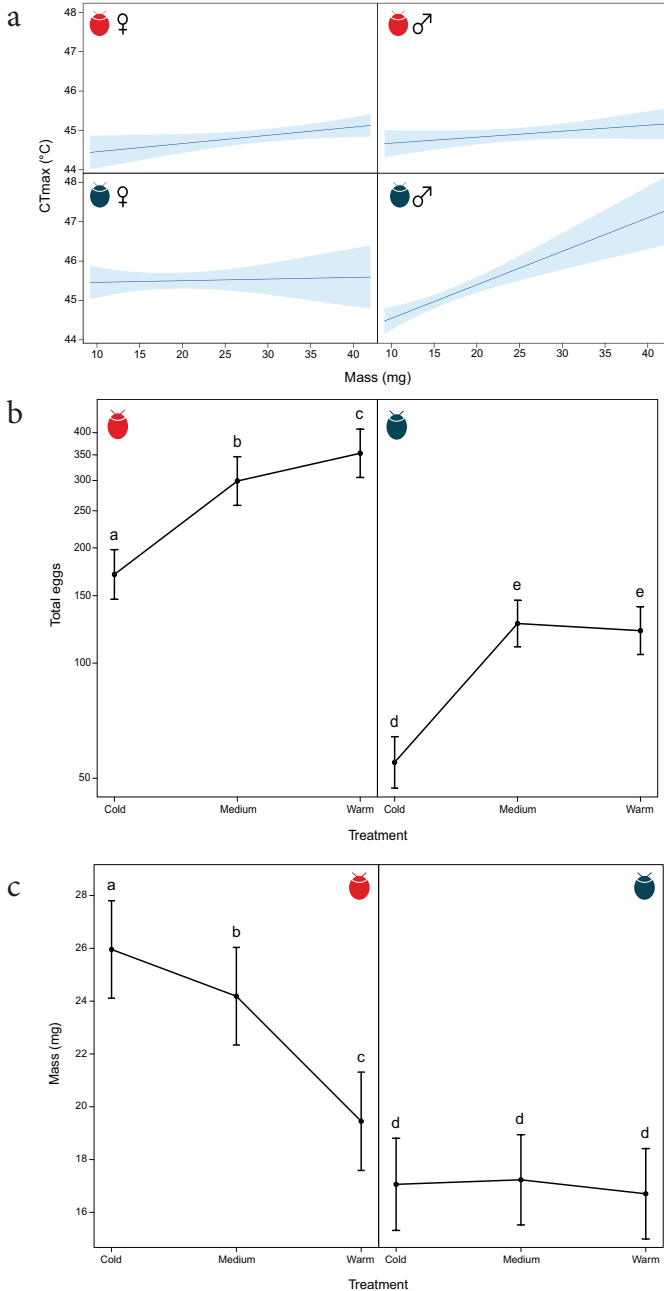 a
♀
♂
48
47
46
45
44
CTmax (°C)
♀
♂
48
47
46
45
44
10 15 20 25 30 35 40 10 20 30 40
Mass (mg)
b
400
350
300
250
200
150
100
50
Total eggs
a
b
c
d
e
e
Cold Medium Warm Cold Medium Warm
Treatment
c
28
26
24
22
20
18
16
Mass (mg)
a
b
c
d
d
d
Cold Medium Warm Cold Medium Warm
Treatment